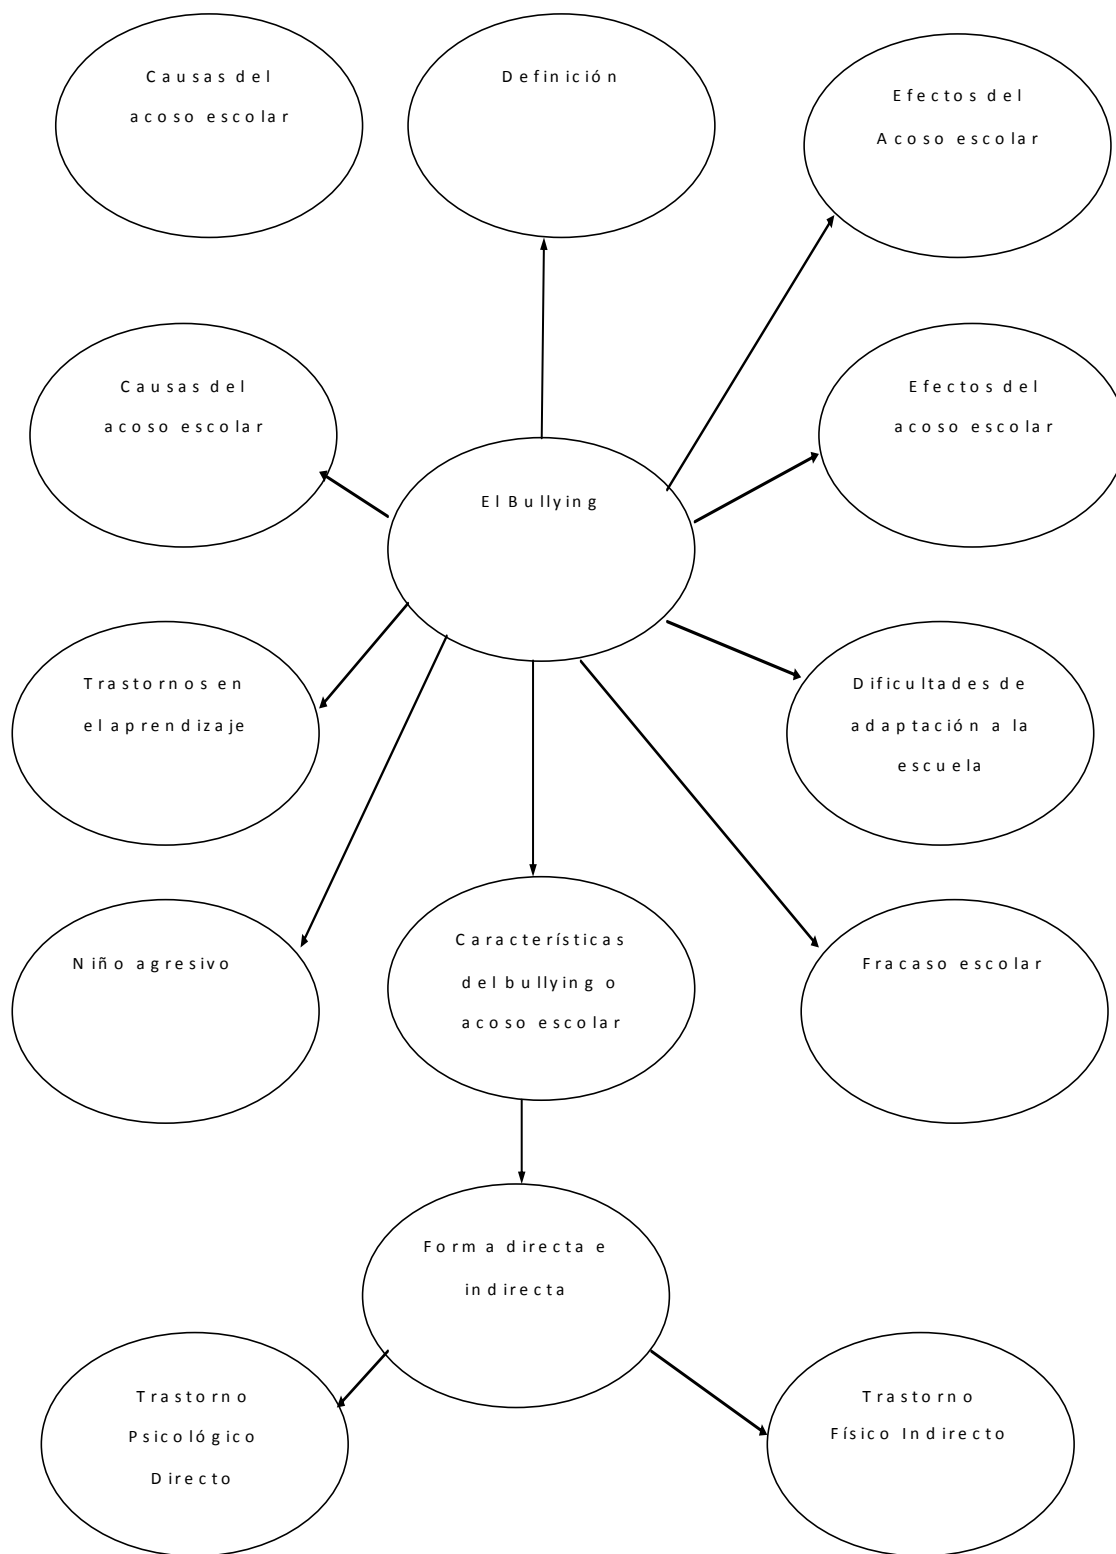 Causas del
acoso escolar
Definición
Efectos del
Acoso escolar
Causas del
acoso escolar
El Bullying
Efectos del
acoso escolar
Trastornos en
el aprendizaje
Dificultades de
adaptación a la
escuela
Niño agresivo
Característícas
del bullying o
acoso escolar
Fracaso escolar
Forma directa e
indirecta
Trastorno
Psicológico
Directo
Trastorno
Físico Indirecto